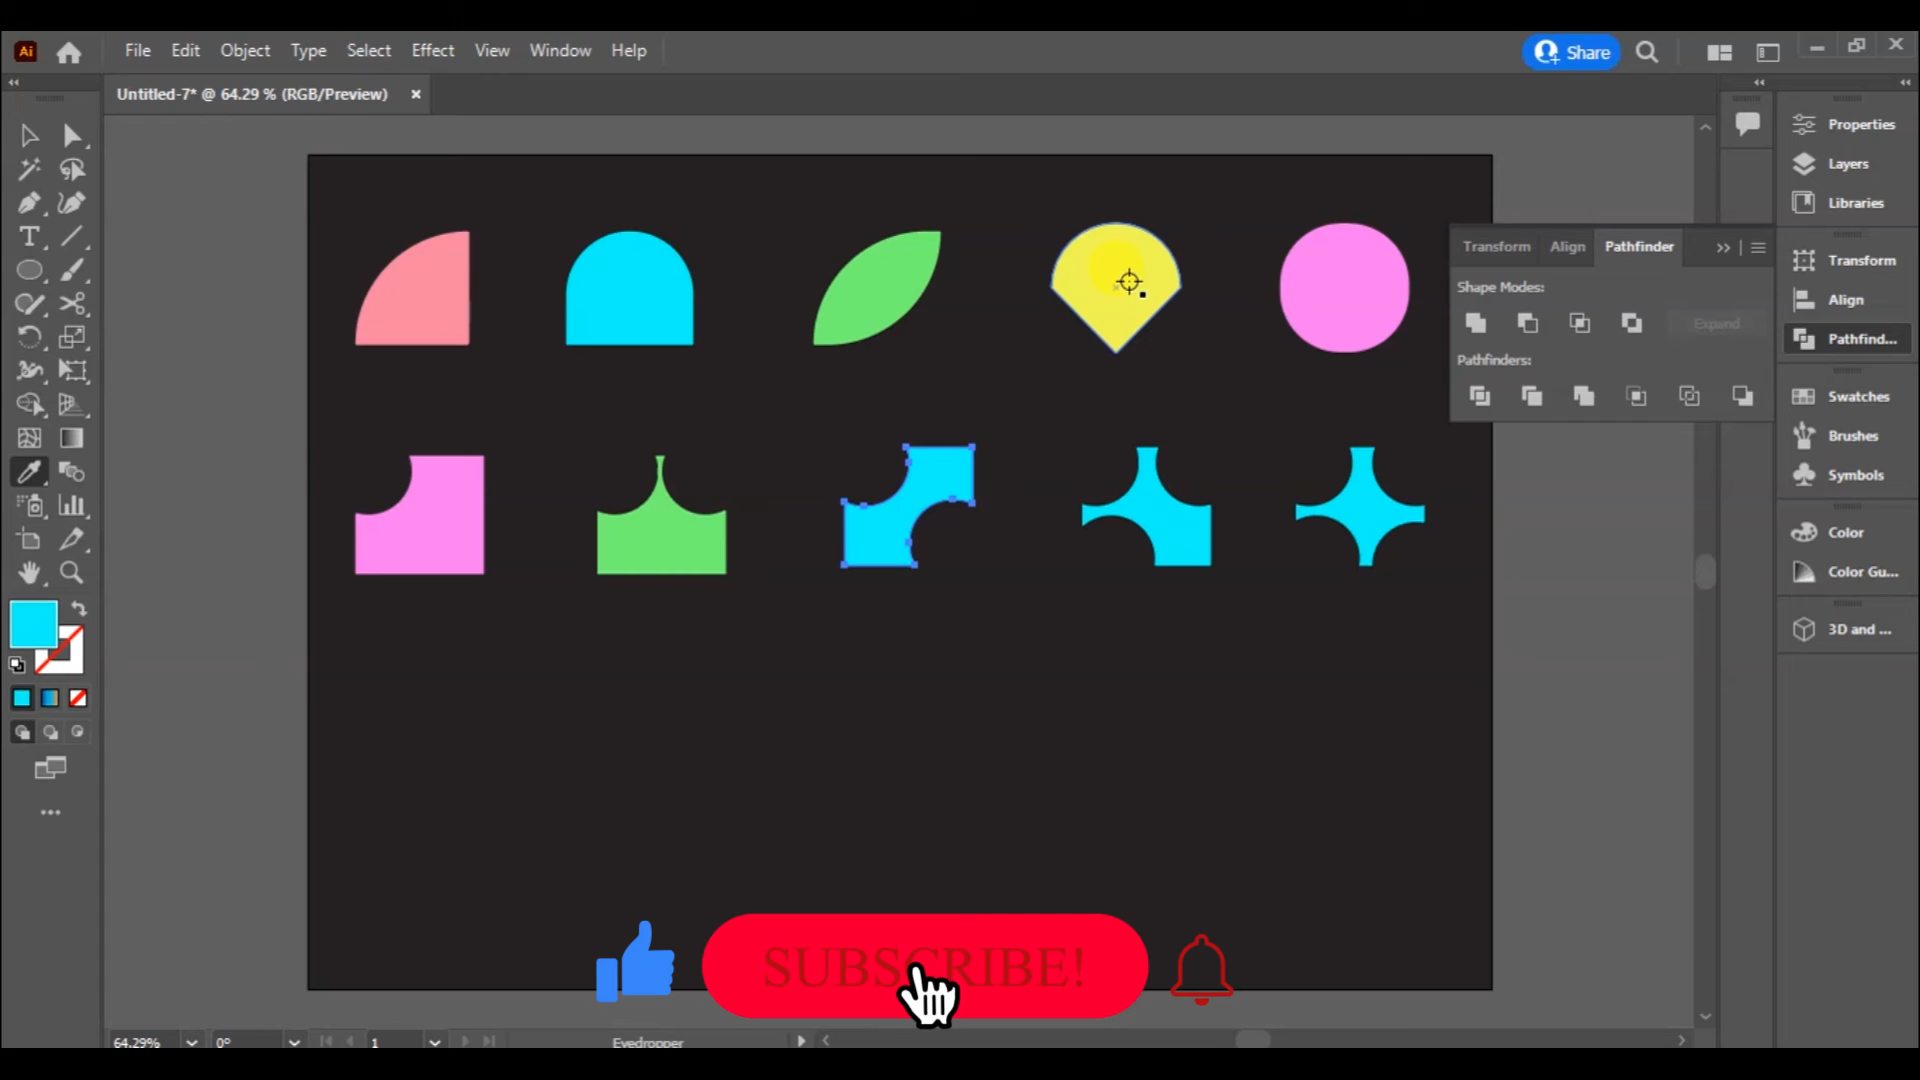 Ai File Edit Object Type Select Effect View Window Help Share
Untitled-7* @ 64.29 % (RGB/Preview) ×
Properties
Layers
Libraries
Transform Align Pathfinder
Shape Modes:
Expand
Pathfinders:
Transform
Align
Pathfind...
Swatches
Brushes
Symbols
Color
Color Gu...
3D and ...
SUBSCRIBE!
64.29% 0° 1 Eyedropper